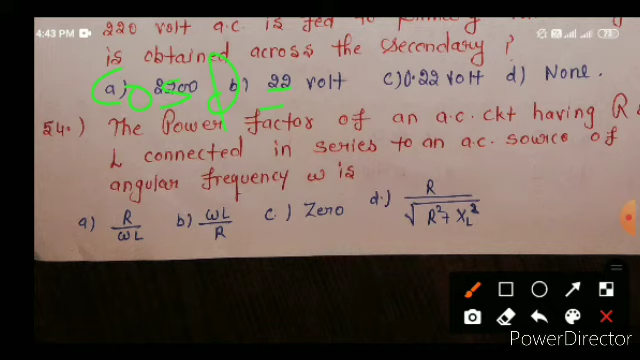 4:43 PM
220 volt a.c. is fed to primary
is obtained across the secondary ?
a) 2200 b) 22 volt c) 0.22 volt d) None.
54.) The Power factor of an a.c. ckt having R &
L connected in series to an a.c. source of
angular frequency ω is
a) R/ωL b) ωL/R c.) Zero d.) R/√R²+XL²
PowerDirector